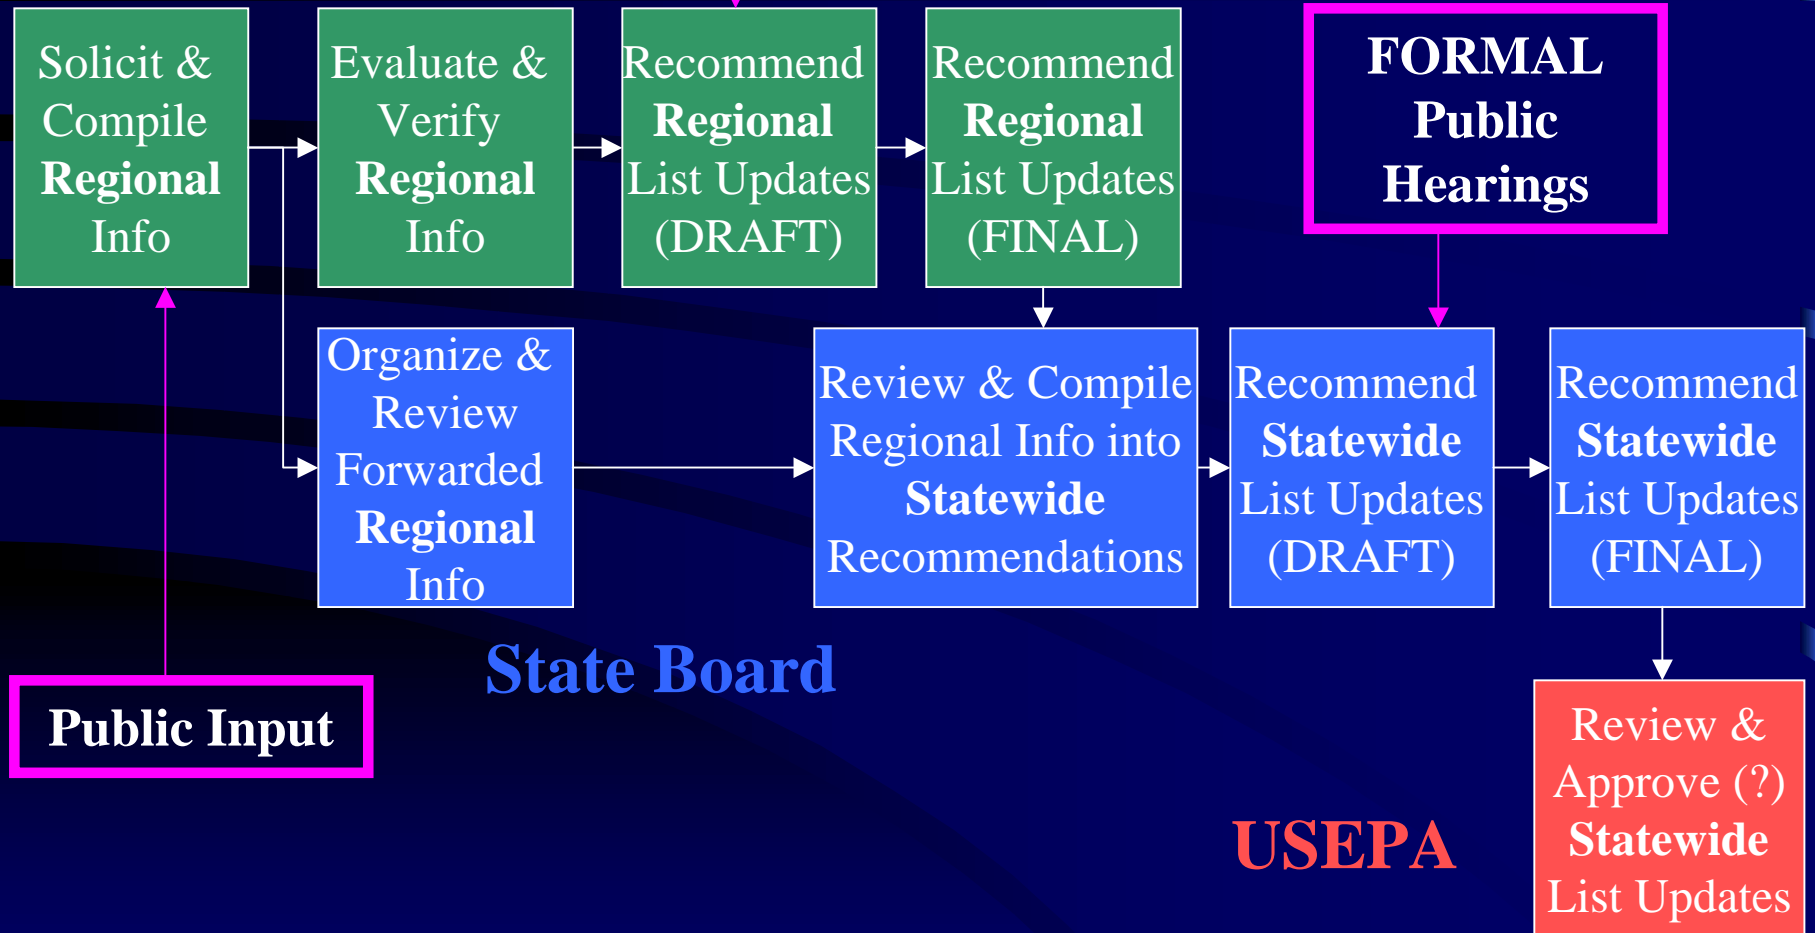 Solicit &
Compile
Regional
Info
Evaluate &
Verify
Regional
Info
Recommend
Regional
List Updates
(DRAFT)
Recommend
Regional
List Updates
(FINAL)
FORMAL
Public
Hearings
Organize &
Review
Forwarded
Regional
Info
Review & Compile
Regional Info into
Statewide
Recommendations
Recommend
Statewide
List Updates
(DRAFT)
Recommend
Statewide
List Updates
(FINAL)
State Board
Public Input
USEPA
Review &
Approve (?)
Statewide
List Updates